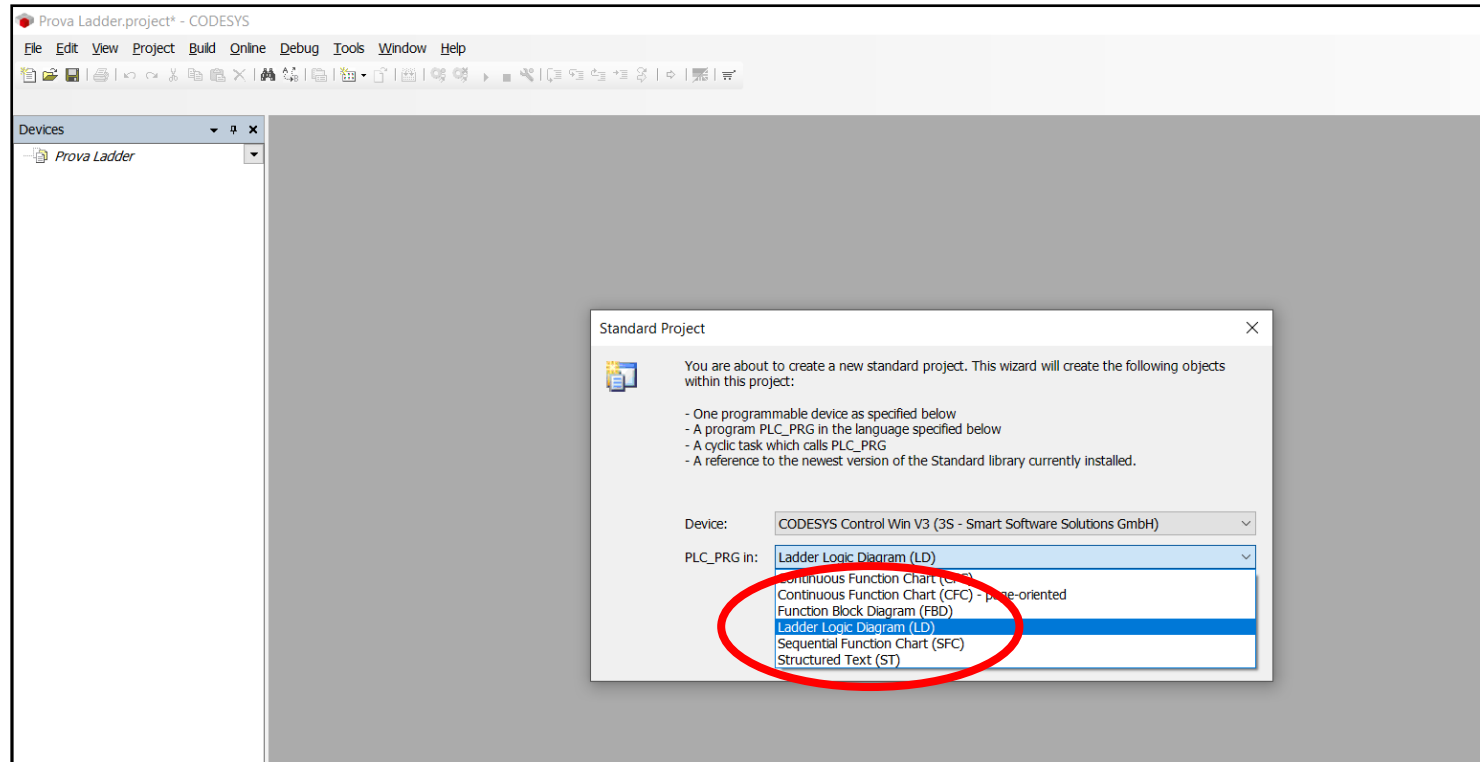 Prova Ladder.project* - CODESYS
File Edit View Project Build Online Debug Tools Window Help
Devices
Prova Ladder
Standard Project
You are about to create a new standard project. This wizard will create the following objects
within this project:
- One programmable device as specified below
- A program PLC_PRG in the language specified below
- A cyclic task which calls PLC_PRG
- A reference to the newest version of the Standard library currently installed.
Device: CODESYS Control Win V3 (3S - Smart Software Solutions GmbH)
PLC_PRG in: Ladder Logic Diagram (LD)
Continuous Function Chart (CFC)
Continuous Function Chart (CFC) - page-oriented
Function Block Diagram (FBD)
Ladder Logic Diagram (LD)
Sequential Function Chart (SFC)
Structured Text (ST)